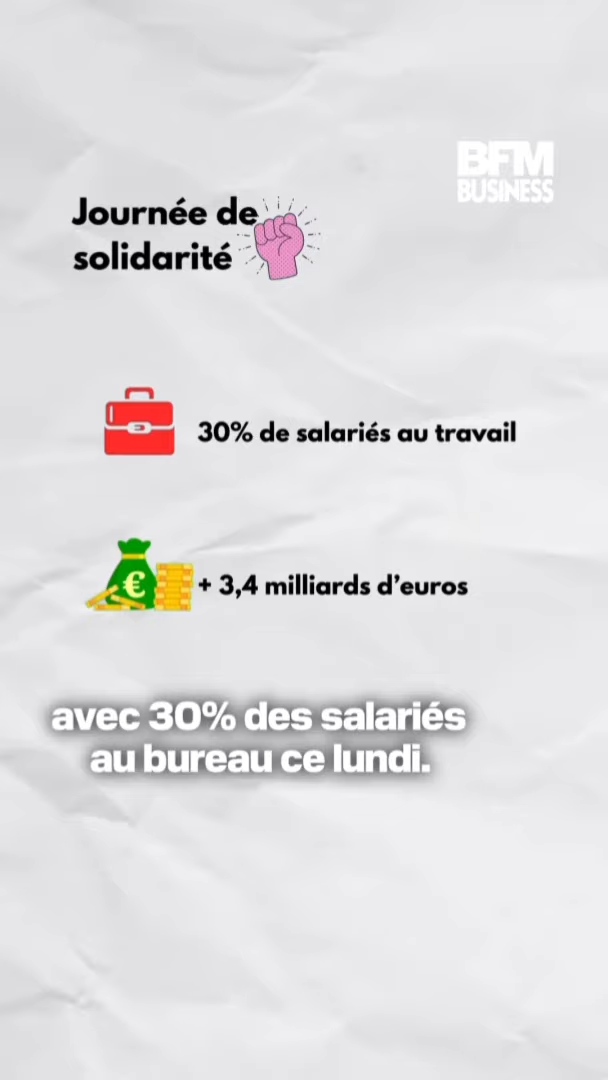 BFM
BUSINESS
Journée de
solidarité
30% de salariés au travail
€
+ 3,4 milliards d’euros
avec 30% des salariés
au bureau ce lundi.